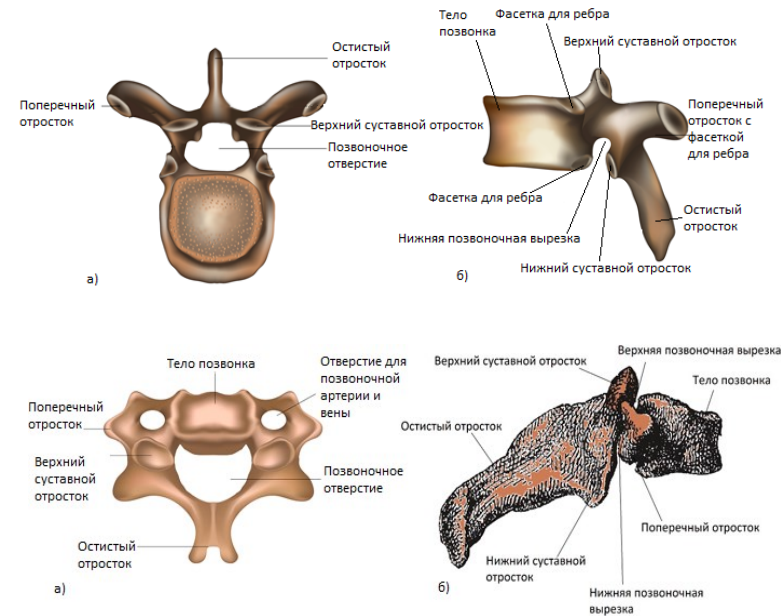 Остистый
отросток
Поперечный
отросток
Верхний суставной отросток
Позвоночное
отверстие
а)
Тело
позвонка
Фасетка для ребра
Верхний суставной отросток
Поперечный
отросток с
фасеткой
для ребра
Фасетка для ребра
Остистый
отросток
Нижняя позвоночная вырезка
Нижний суставной отросток
б)
Тело позвонка
Отверстие для
позвоночной
артерии и
вены
Поперечный
отросток
Верхний
суставной
отросток
Позвоночное
отверстие
Остистый
отросток
а)
Верхняя позвоночная вырезка
Верхний суставной отросток
Тело позвонка
Остистый отросток
Поперечный отросток
Нижний суставной
отросток
Нижняя позвоночная
вырезка
б)